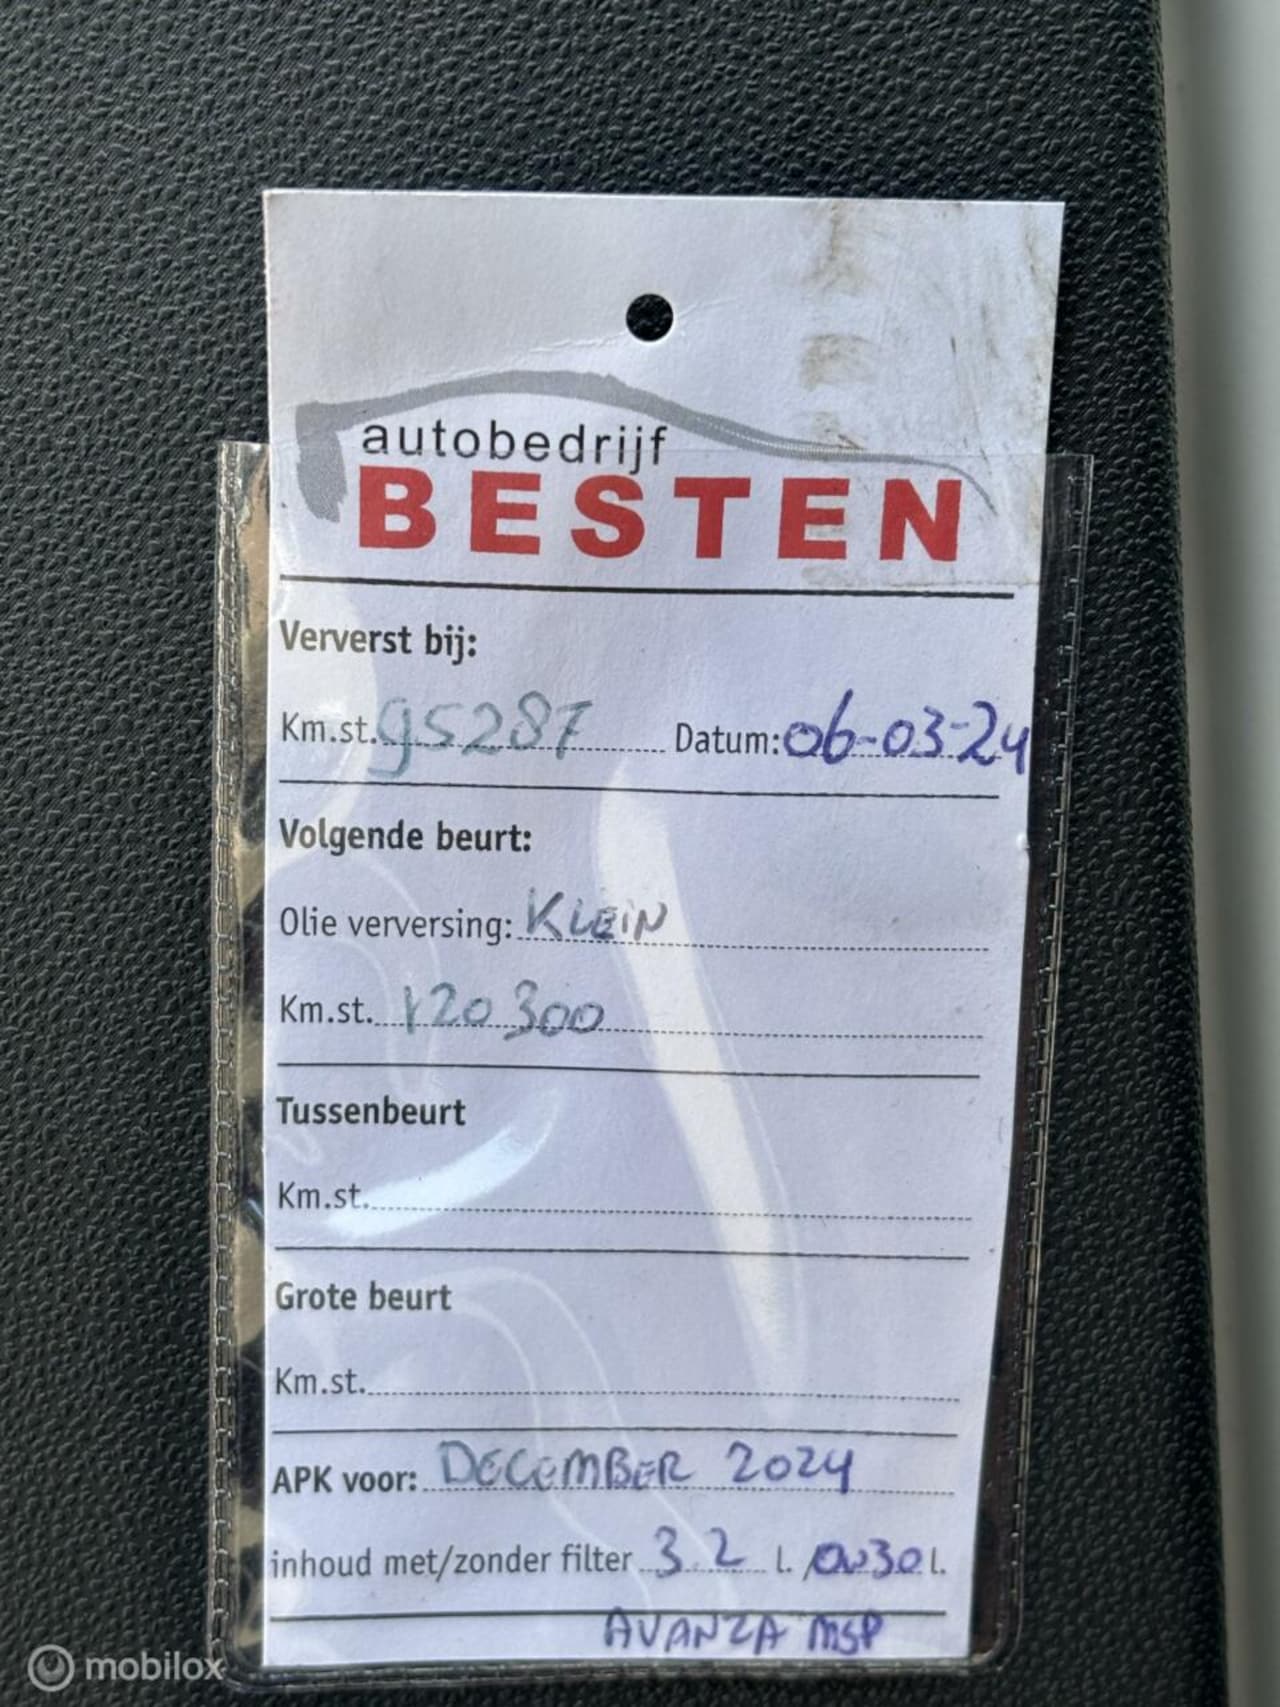 autobedrijf
BESTEN
Ververst bij:
Km.st. 95287 Datum: 06-03-24
Volgende beurt:
Olie verversing: KLEIN
Km.st. 120 300
Tussenbeurt
Km.st.
Grote beurt
Km.st.
APK voor: DECEMBER 2024
inhoud met/zonder filter 3.2 l. / 0W30 l.
AVANZA MSP
mobilox